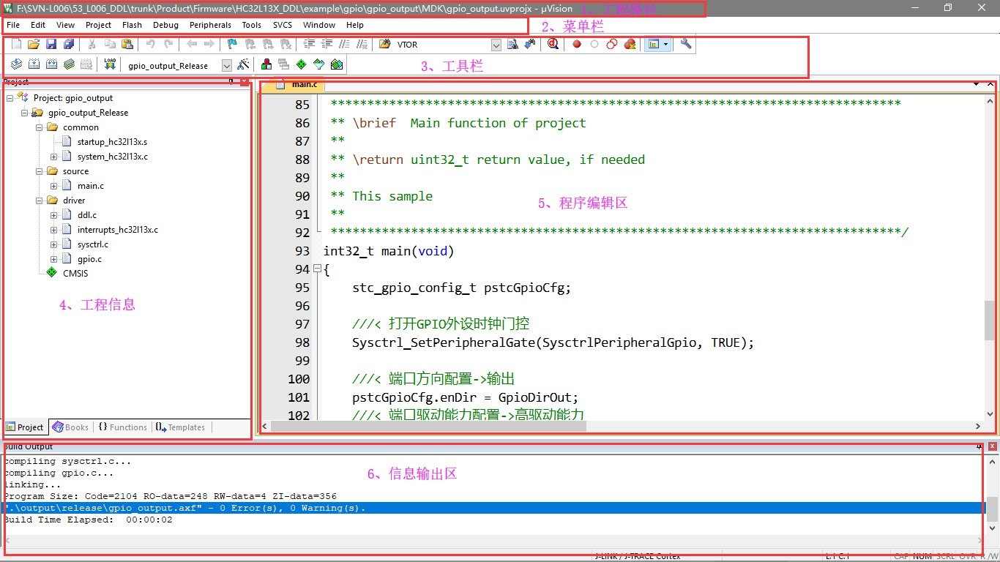 F:\SVN-L006\53_L006_DDL\trunk\Product\Firmware\HC32L13X_DDL\example\gpio\gpio_output\MDK\gpio_output.uvprojx - µVision
1、工程路径
File Edit View Project Flash Debug Peripherals Tools SVCS Window Help
2、菜单栏
VTOR
LOAD
gpio_output_Release
3、工具栏
Project
Project: gpio_output
gpio_output_Release
common
startup_hc32l13x.s
system_hc32l13x.c
source
main.c
driver
ddl.c
interrupts_hc32l13x.c
sysctrl.c
gpio.c
CMSIS
4、工程信息
Project Books {} Functions Templates
main.c
85 ******************************************************************************
86 ** \brief  Main function of project
87 **
88 ** \return uint32_t return value, if needed
89 **
90 ** This sample
91 **
92 ******************************************************************************/
93 int32_t main(void)
94 {
95     stc_gpio_config_t pstcGpioCfg;
96
97     ///< 打开GPIO外设时钟门控
98     Sysctrl_SetPeripheralGate(SysctrlPeripheralGpio, TRUE);
99
100     ///< 端口方向配置->输出
101     pstcGpioCfg.enDir = GpioDirOut;
102     ///< 端口驱动能力配置->高驱动能力
5、程序编辑区
Build Output
compiling sysctrl.c...
compiling gpio.c...
linking...
Program Size: Code=2104 RO-data=248 RW-data=4 ZI-data=356
".\output\release\gpio_output.axf" - 0 Error(s), 0 Warning(s).
Build Time Elapsed:  00:00:02
6、信息输出区
J-LINK / J-TRACE Cortex L:1 C:1 CAP NUM SCRL OVR R/W